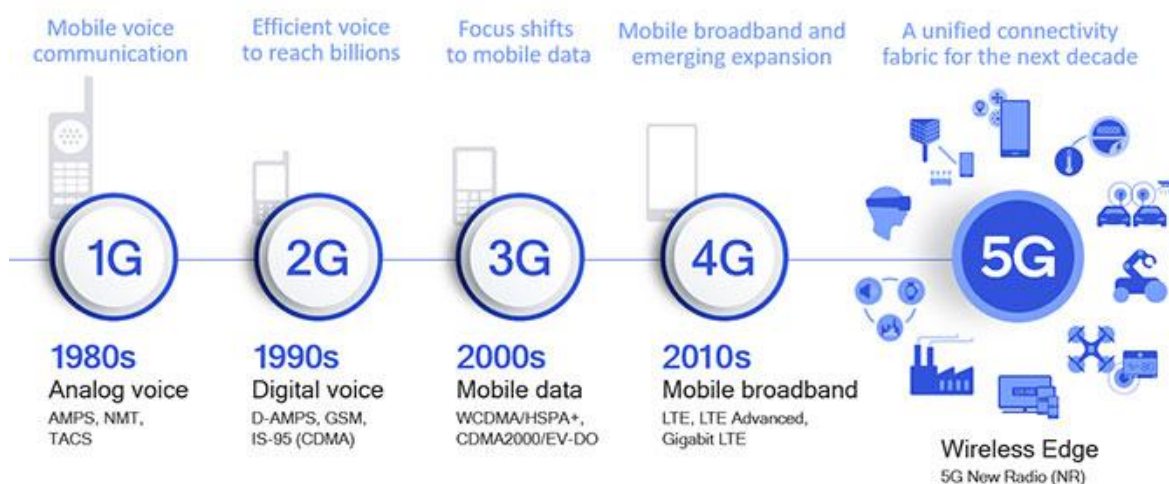 Mobile voice
communication
Efficient voice
to reach billions
Focus shifts
to mobile data
Mobile broadband and
emerging expansion
A unified connectivity
fabric for the next decade
1G
2G
3G
4G
5G
1980s
Analog voice
AMPS, NMT,
TACS
1990s
Digital voice
D-AMPS, GSM,
IS-95 (CDMA)
2000s
Mobile data
WCDMA/HSPA+,
CDMA2000/EV-DO
2010s
Mobile broadband
LTE, LTE Advanced,
Gigabit LTE
Wireless Edge
5G New Radio (NR)